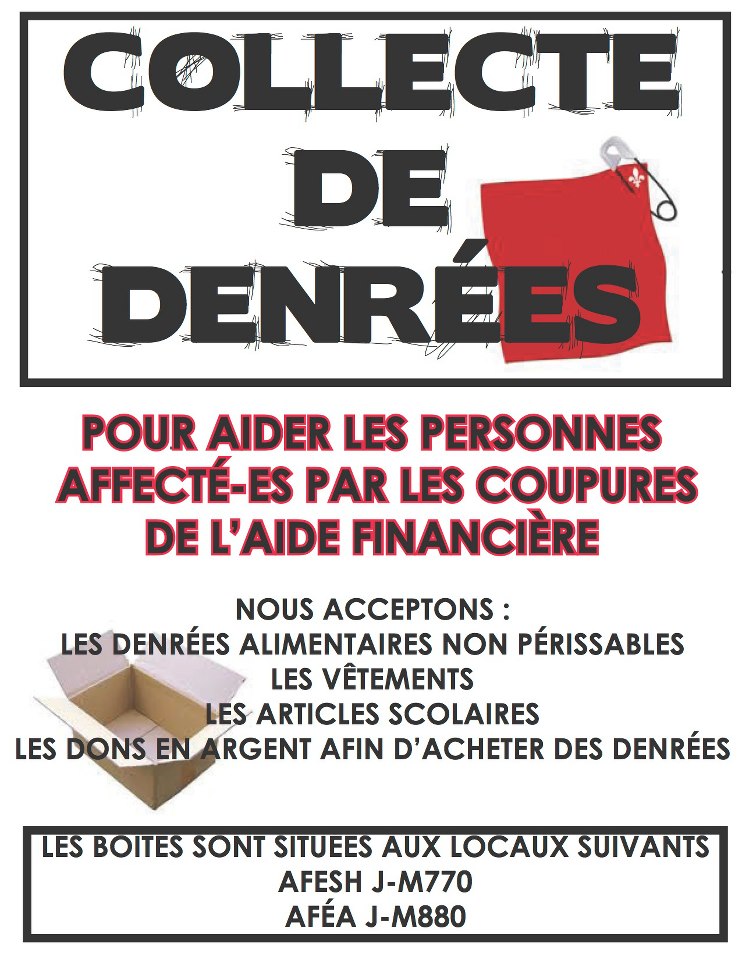 COLLECTE
DE
DENRÉES
POUR AIDER LES PERSONNES
AFFECTÉ-ES PAR LES COUPURES
DE L'AIDE FINANCIÈRE
NOUS ACCEPTONS :
LES DENRÉES ALIMENTAIRES NON PÉRISSABLES
LES VÊTEMENTS
LES ARTICLES SCOLAIRES
LES DONS EN ARGENT AFIN D'ACHETER DES DENRÉES
LES BOITES SONT SITUÉES AUX LOCAUX SUIVANTS
AFESH J-M770
AFÉA J-M880